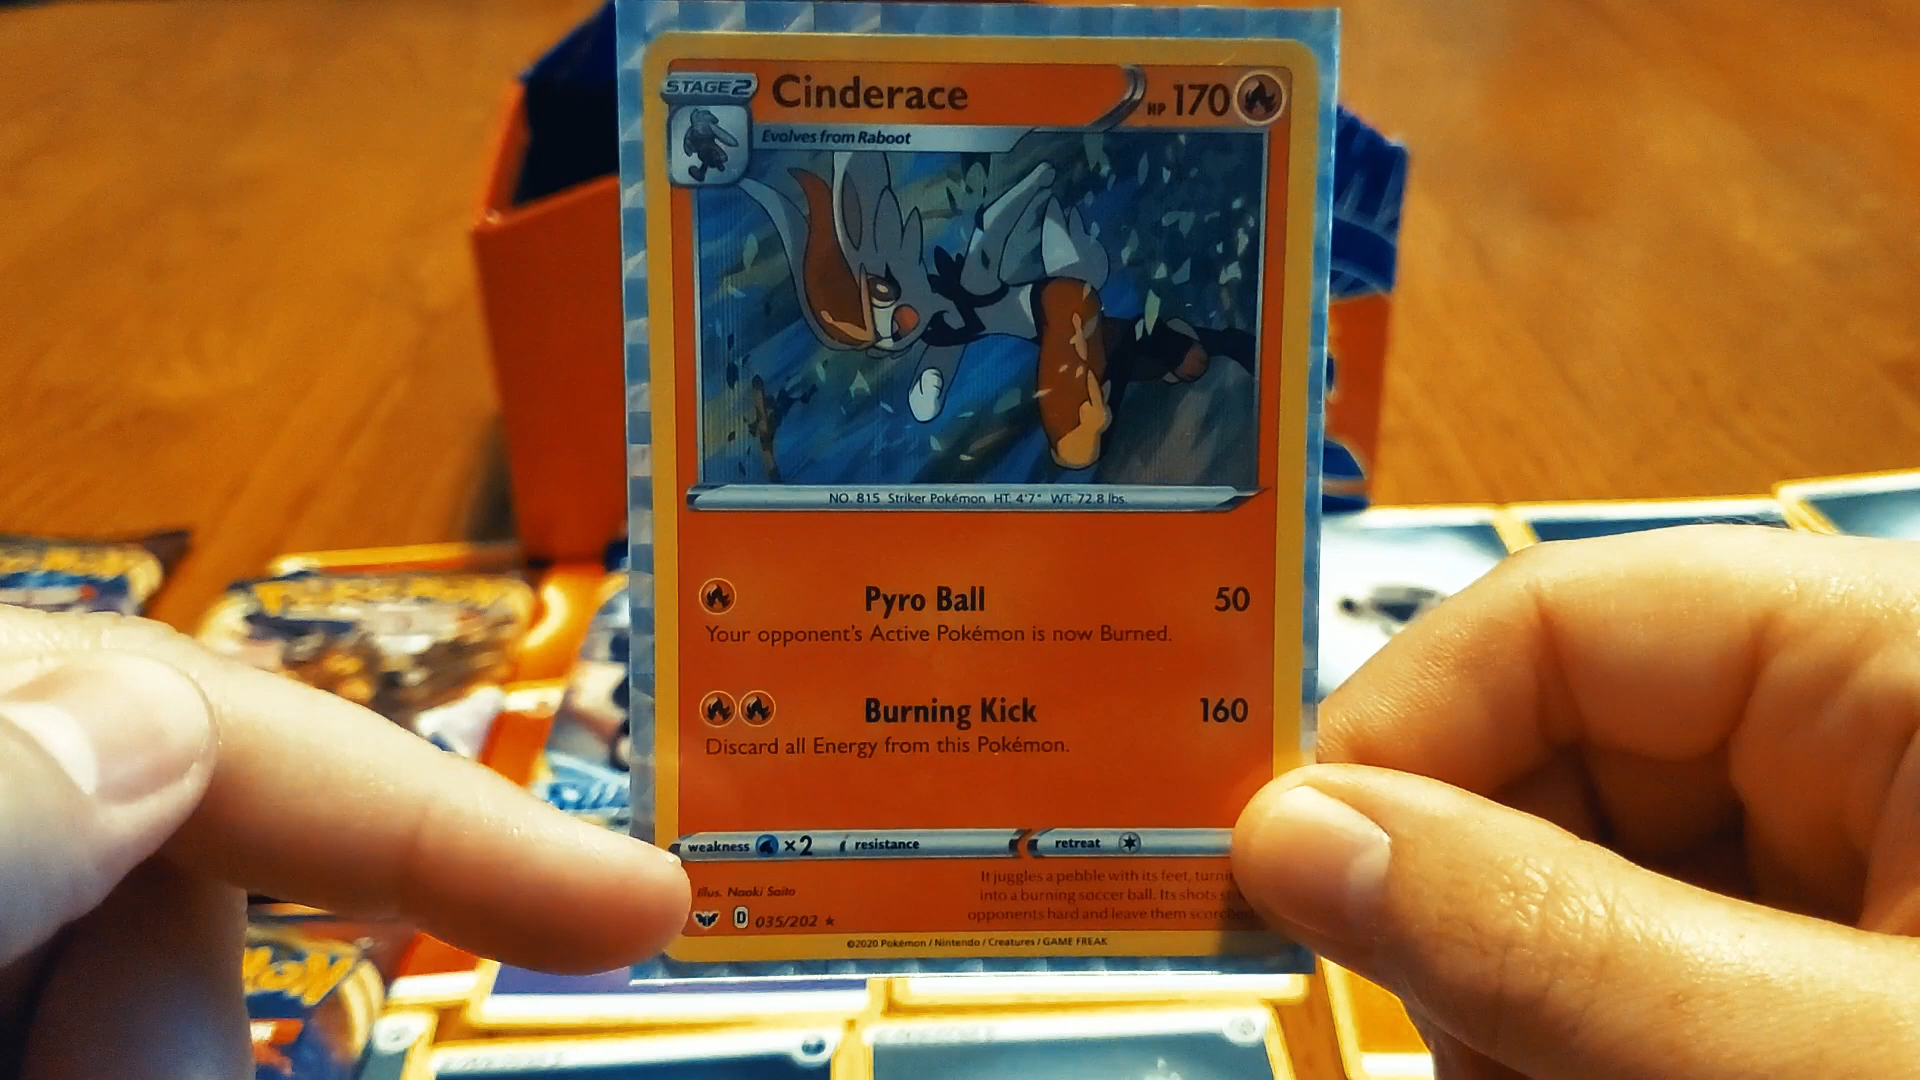 STAGE2
Cinderace
HP 170
Evolves from Raboot
NO. 815 Striker Pokémon HT: 4'7" WT: 72.8 lbs.
Pyro Ball 50
Your opponent's Active Pokémon is now Burned.
Burning Kick 160
Discard all Energy from this Pokémon.
weakness ×2 resistance retreat
Illus. Naoki Saito
It juggles a pebble with its feet,
into a burning soccer ball. Its shots
opponents hard and leave them
D 035/202
©2020 Pokémon / Nintendo / Creatures / GAME FREAK